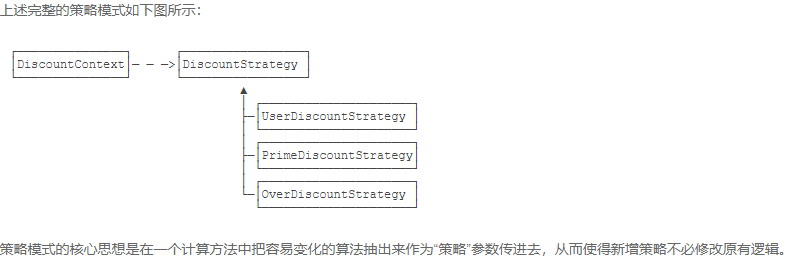 上述完整的策略模式如下图所示：
DiscountContext
DiscountStrategy
UserDiscountStrategy
PrimeDiscountStrategy
OverDiscountStrategy
策略模式的核心思想是在一个计算方法中把容易变化的算法抽出来作为“策略”参数传进去，从而使得新增策略不必修改原有逻辑。